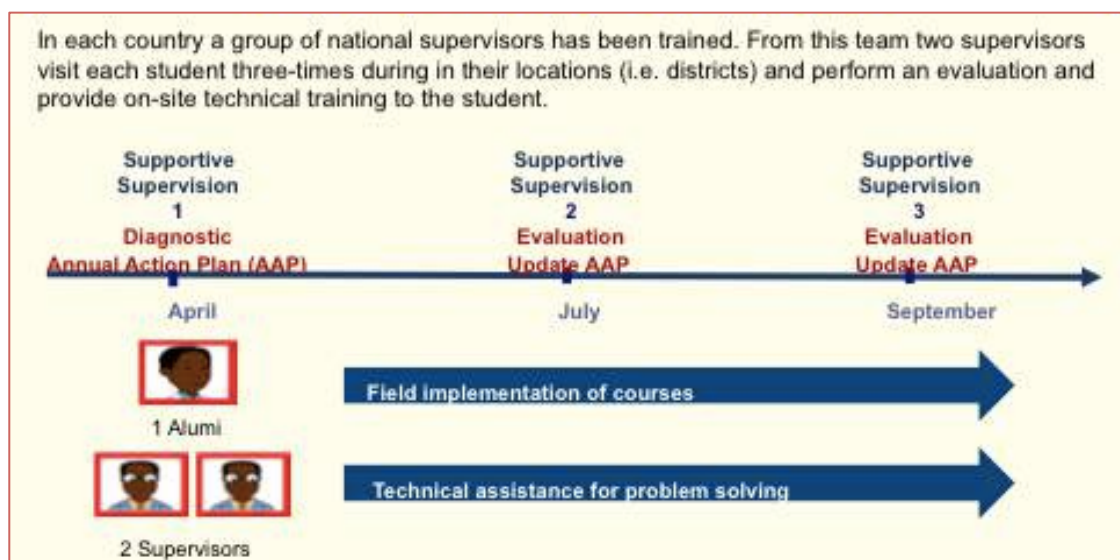 In each country a group of national supervisors has been trained. From this team two supervisors
visit each student three-times during in their locations (i.e. districts) and perform an evaluation and
provide on-site technical training to the student.
Supportive
Supervision
1
Diagnostic
Annual Action Plan (AAP)
Supportive
Supervision
2
Evaluation
Update AAP
Supportive
Supervision
3
Evaluation
Update AAP
April
July
September
1 Alumi
Field implementation of courses
2 Supervisors
Technical assistance for problem solving